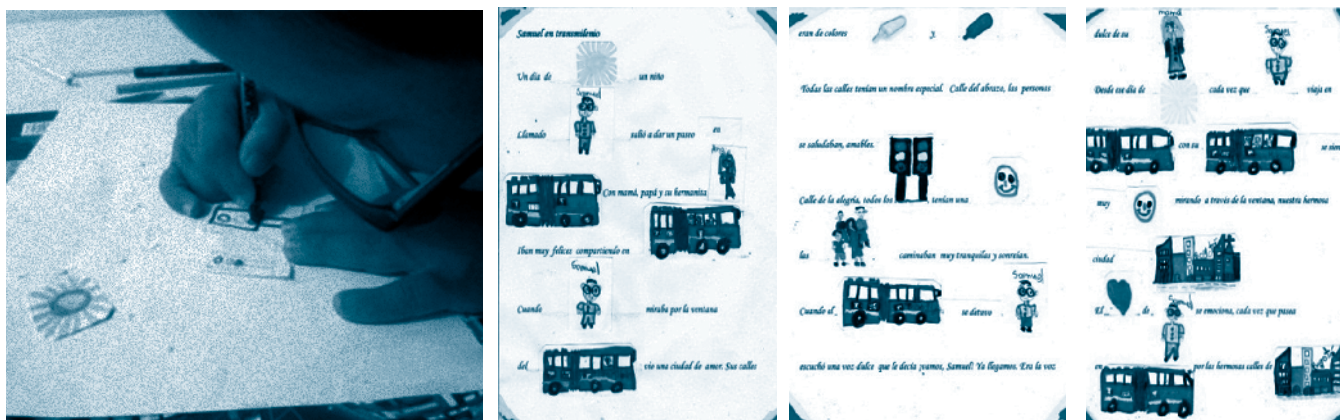 Samuel en transmilenio
Un día de un niño
Samuel
Llamado salió a dar un paseo en
Ana
Con mamá, papá y su hermanita
Iban muy felices compartiendo en
Samuel
Cuando miraba por la ventana
del vio una ciudad de amor. Sus calles
eran de colores y
Todas las calles tenían un nombre especial. Calle del abrazo, las personas
se saludaban, amables.
Calle de la alegría, todos los tenían una
las caminaban muy tranquilas y sonreían.
Samuel
Cuando el se detuvo
escuchó una voz dulce que le decía ¡vamos, Samuel! Ya llegamos. Era la voz
mamá
dulce de su
Samuel
Desde ese día de cada vez que viaja en
con su se sien
muy mirando a través de la ventana, nuestra hermosa
ciudad
Samuel
El de se emociona, cada vez que pasea
en por las hermosas calles de